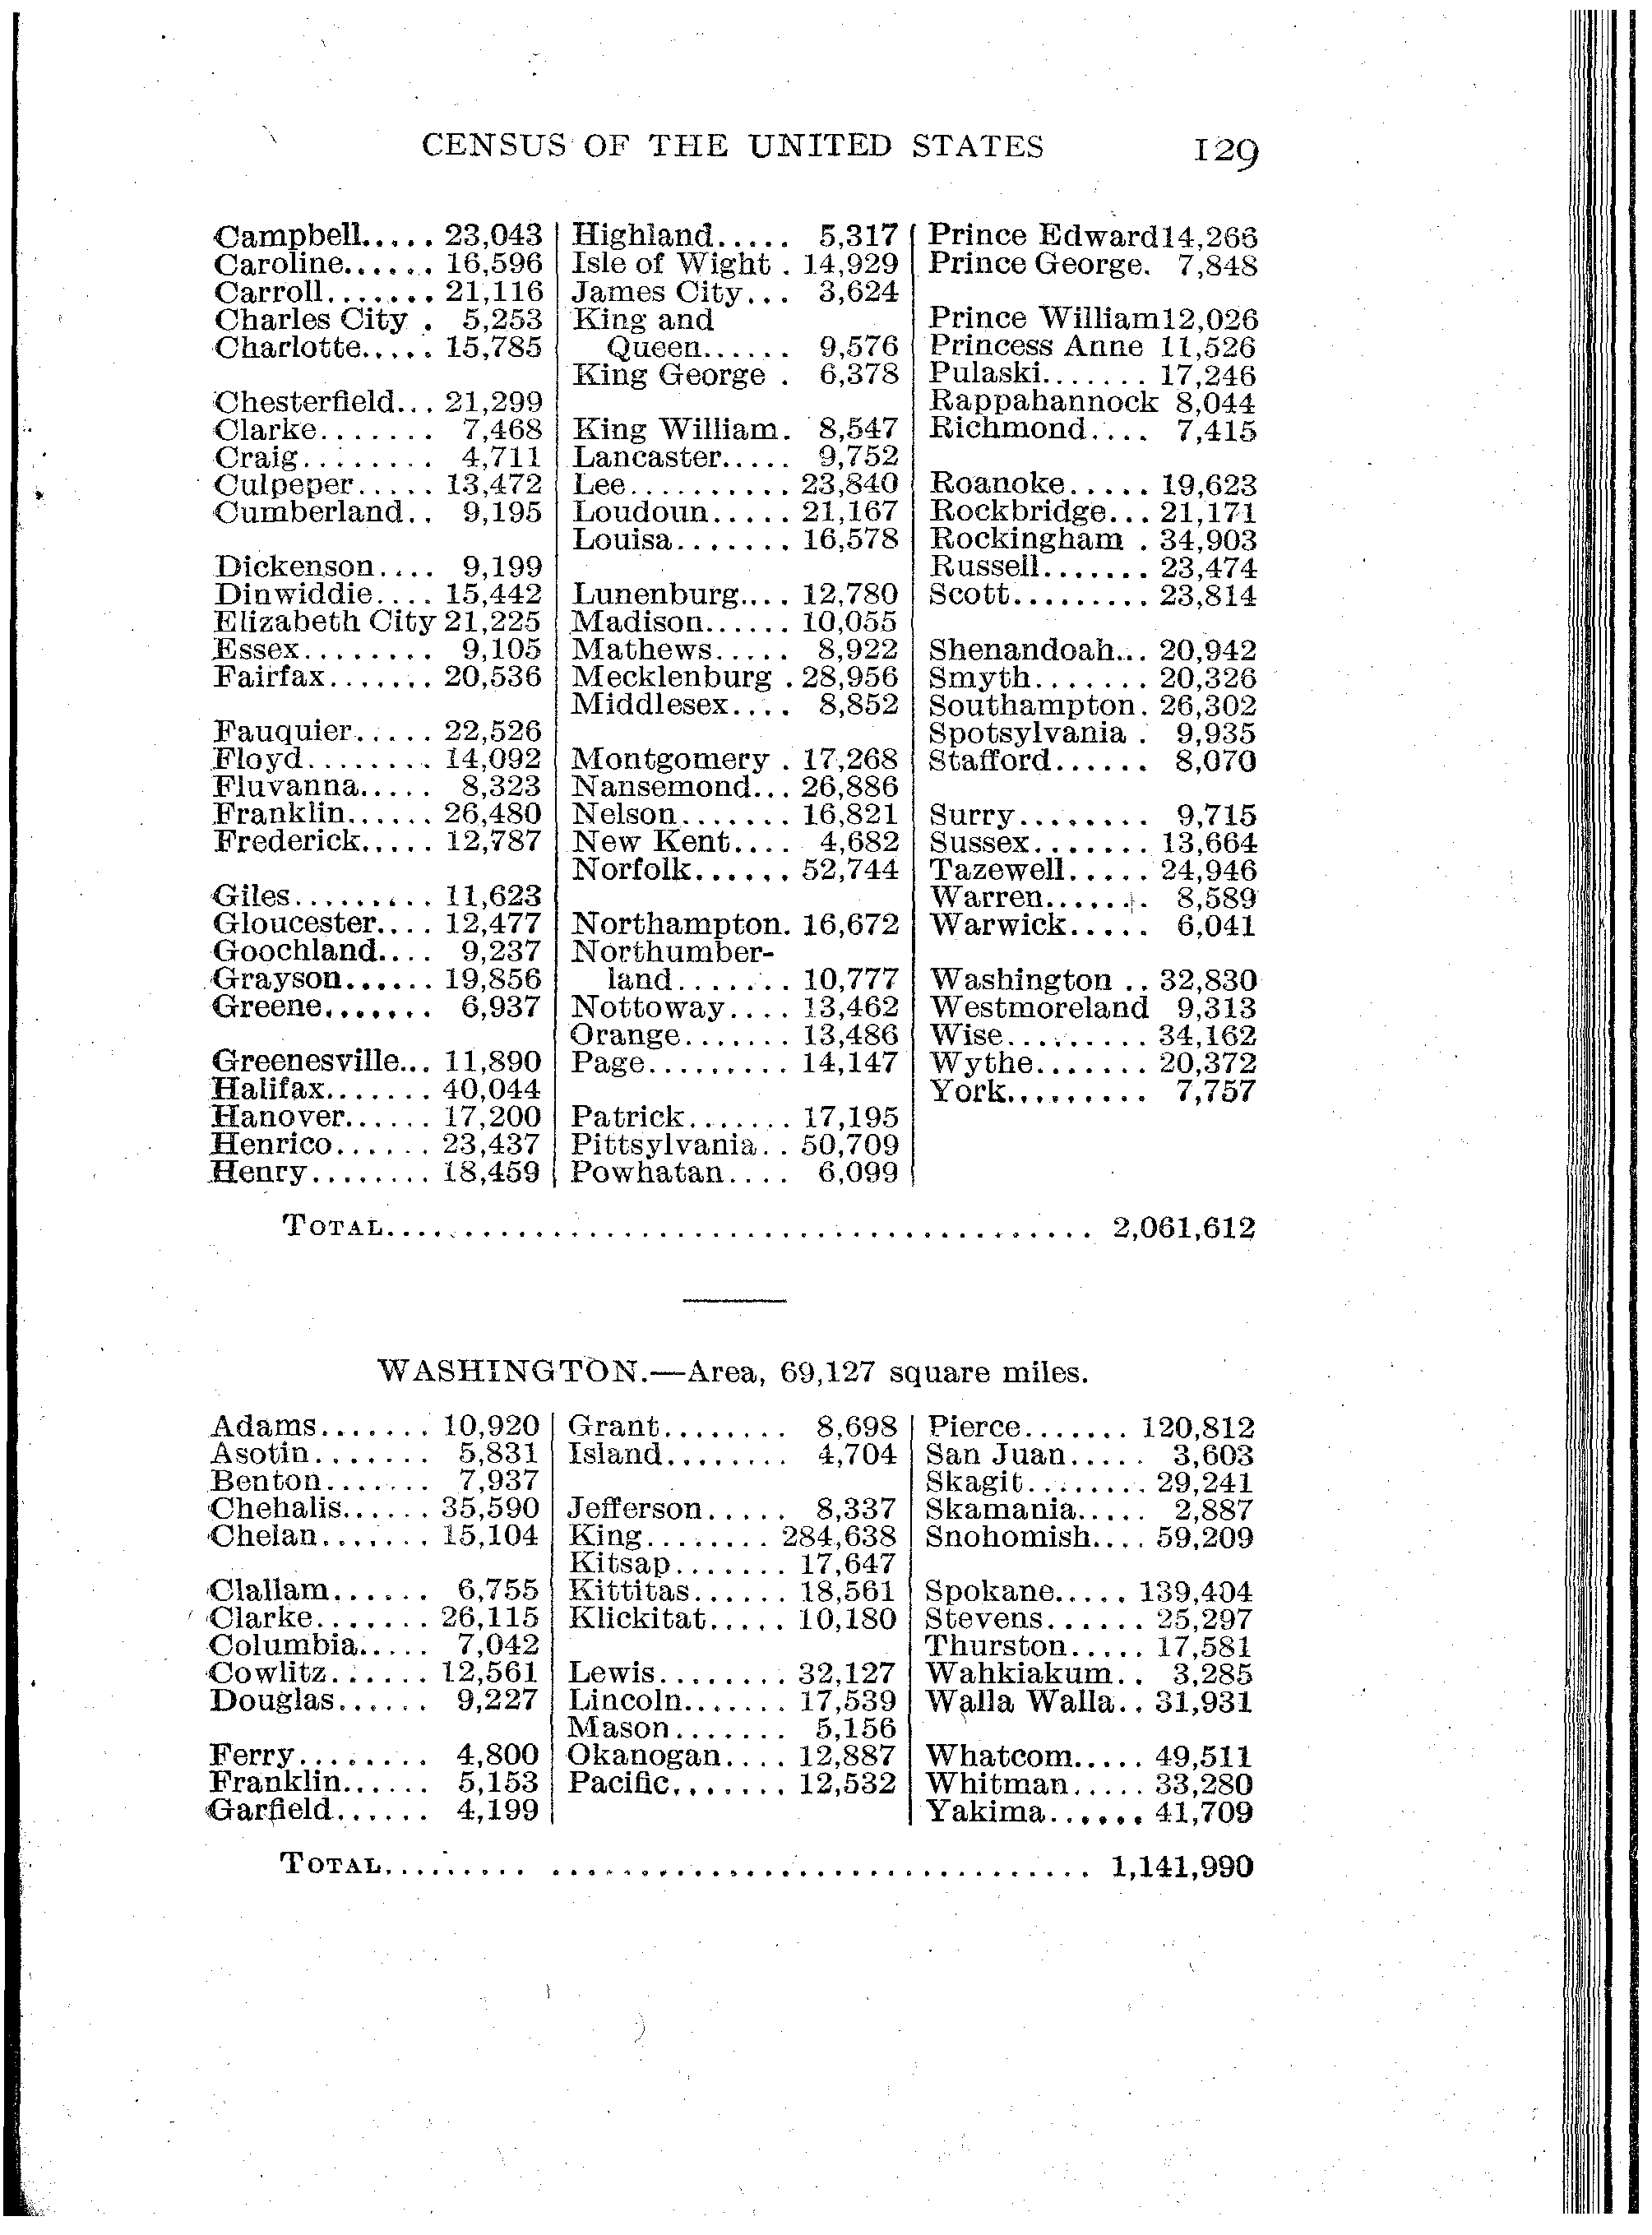 CENSUS OF THE UNITED STATES 129
Campbell..... 23,043
Caroline...... 16,596
Carroll....... 21,116
Charles City . 5,253
Charlotte..... 15,785
Chesterfield... 21,299
Clarke....... 7,468
Craig........ 4,711
Culpeper..... 13,472
Cumberland.. 9,195
Dickenson.... 9,199
Dinwiddie.... 15,442
Elizabeth City 21,225
Essex........ 9,105
Fairfax....... 20,536
Fauquier..... 22,526
Floyd........ 14,092
Fluvanna..... 8,323
Franklin...... 26,480
Frederick..... 12,787
Giles......... 11,623
Gloucester.... 12,477
Goochland.... 9,237
Grayson...... 19,856
Greene....... 6,937
Greenesville... 11,890
Halifax....... 40,044
Hanover...... 17,200
Henrico...... 23,437
Henry........ 18,459
Highland..... 5,317
Isle of Wight . 14,929
James City... 3,624
King and
Queen...... 9,576
King George . 6,378
King William. 8,547
Lancaster..... 9,752
Lee.......... 23,840
Loudoun..... 21,167
Louisa....... 16,578
Lunenburg.... 12,780
Madison...... 10,055
Mathews..... 8,922
Mecklenburg . 28,956
Middlesex.... 8,852
Montgomery . 17,268
Nansemond... 26,886
Nelson....... 16,821
New Kent.... 4,682
Norfolk...... 52,744
Northampton. 16,672
Northumber-
land....... 10,777
Nottoway.... 13,462
Orange....... 13,486
Page......... 14,147
Patrick....... 17,195
Pittsylvania.. 50,709
Powhatan.... 6,099
Prince Edward14,266
Prince George. 7,848
Prince William12,026
Princess Anne 11,526
Pulaski....... 17,246
Rappahannock 8,044
Richmond.... 7,415
Roanoke..... 19,623
Rockbridge... 21,171
Rockingham . 34,903
Russell....... 23,474
Scott......... 23,814
Shenandoah... 20,942
Smyth....... 20,326
Southampton. 26,302
Spotsylvania . 9,935
Stafford...... 8,070
Surry........ 9,715
Sussex....... 13,664
Tazewell..... 24,946
Warren...... 8,589
Warwick..... 6,041
Washington .. 32,830
Westmoreland 9,313
Wise......... 34,162
Wythe....... 20,372
York......... 7,757
TOTAL........................................ 2,061,612
WASHINGTON.—Area, 69,127 square miles.
Adams....... 10,920
Asotin....... 5,831
Benton....... 7,937
Chehalis...... 35,590
Chelan....... 15,104
Clallam...... 6,755
Clarke....... 26,115
Columbia..... 7,042
Cowlitz...... 12,561
Douglas...... 9,227
Ferry........ 4,800
Franklin...... 5,153
Garfield...... 4,199
Grant........ 8,698
Island........ 4,704
Jefferson..... 8,337
King........ 284,638
Kitsap....... 17,647
Kittitas...... 18,561
Klickitat..... 10,180
Lewis........ 32,127
Lincoln....... 17,539
Mason....... 5,156
Okanogan.... 12,887
Pacific....... 12,532
Pierce....... 120,812
San Juan..... 3,603
Skagit........ 29,241
Skamania..... 2,887
Snohomish.... 59,209
Spokane..... 139,404
Stevens...... 25,297
Thurston..... 17,581
Wahkiakum.. 3,285
Walla Walla.. 31,931
Whatcom..... 49,511
Whitman..... 33,280
Yakima...... 41,709
TOTAL........................................ 1,141,990